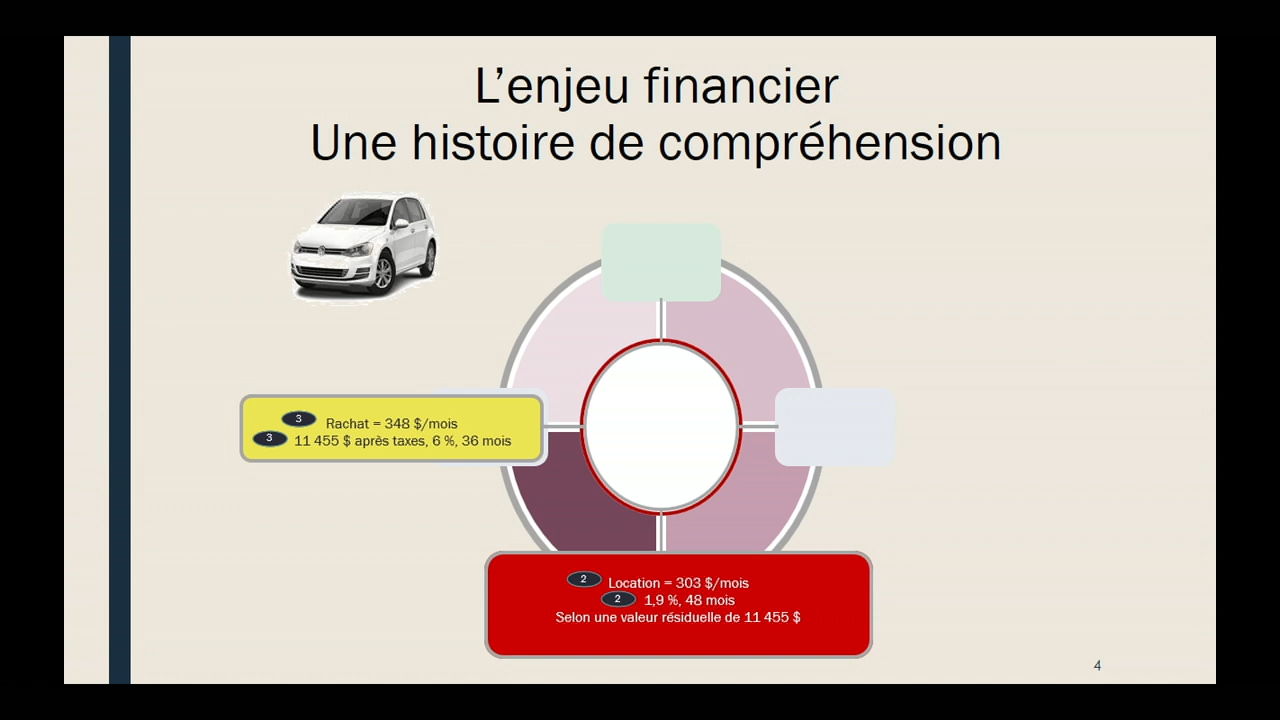 L’enjeu financier
Une histoire de compréhension
3 Rachat = 348 $/mois
3 11 455 $ après taxes, 6 %, 36 mois
2 Location = 303 $/mois
2 1,9 %, 48 mois
Selon une valeur résiduelle de 11 455 $
4